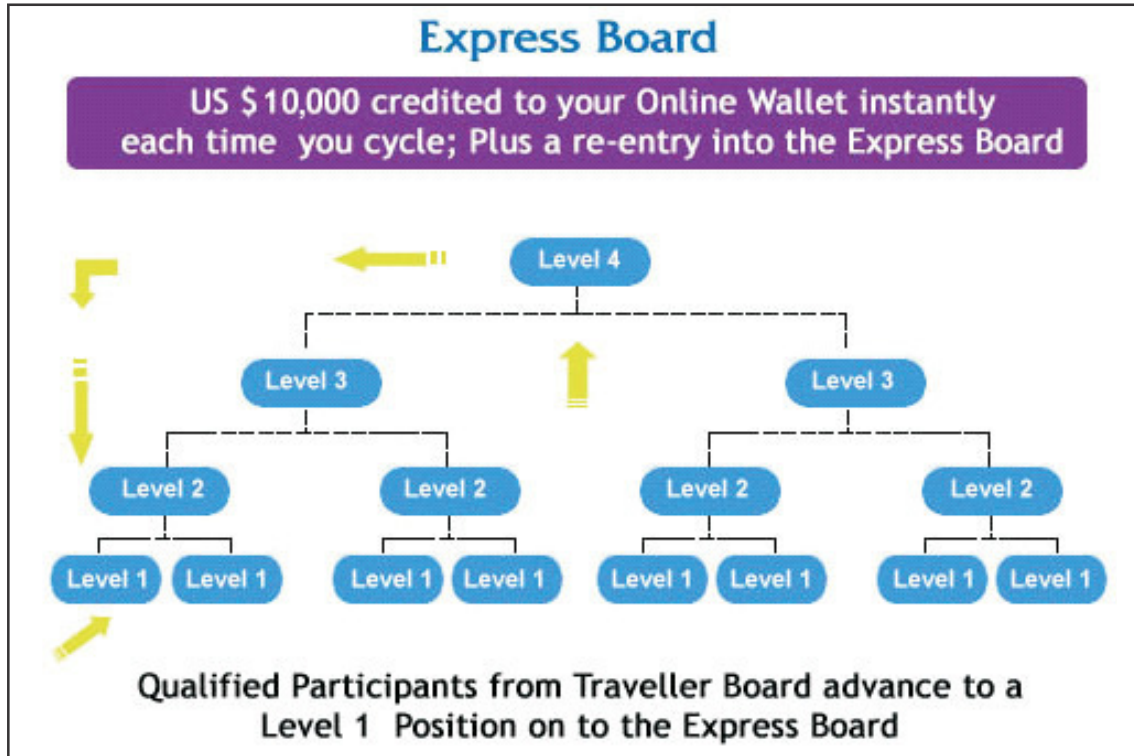 Express Board
US $10,000 credited to your Online Wallet instantly
each time you cycle; Plus a re-entry into the Express Board
Level 4
Level 3 Level 3
Level 2 Level 2 Level 2 Level 2
Level 1 Level 1 Level 1 Level 1 Level 1 Level 1 Level 1 Level 1
Qualified Participants from Traveller Board advance to a
Level 1 Position on to the Express Board